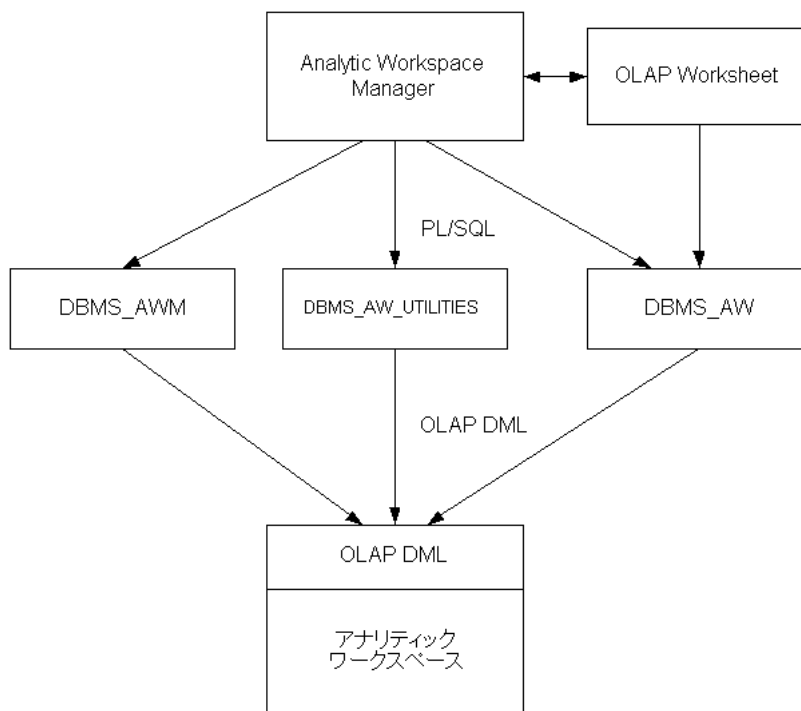 Analytic Workspace
Manager
OLAP Worksheet
PL/SQL
DBMS_AWM
DBMS_AW_UTILITIES
DBMS_AW
OLAP DML
OLAP DML
アナリティック
ワークスペース